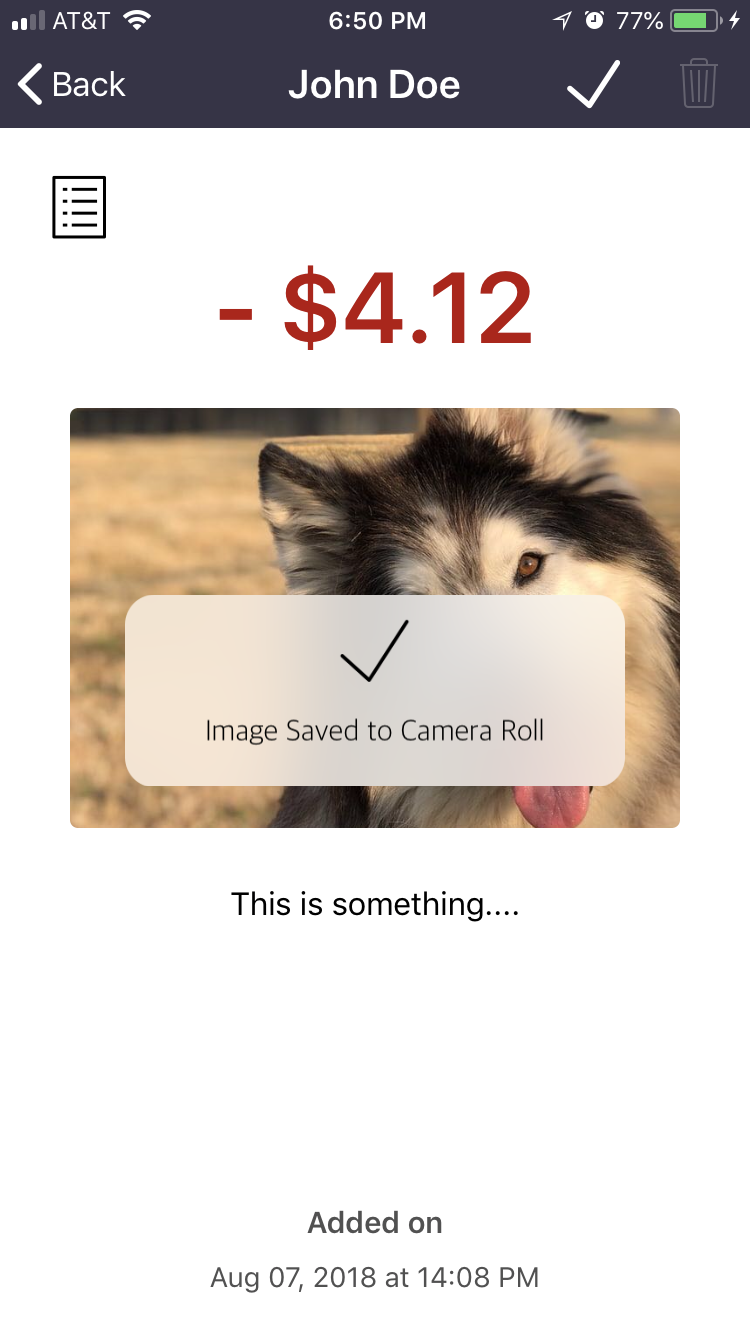 AT&T 6:50 PM 77%
Back John Doe
- $4.12
Image Saved to Camera Roll
This is something....
Added on
Aug 07, 2018 at 14:08 PM